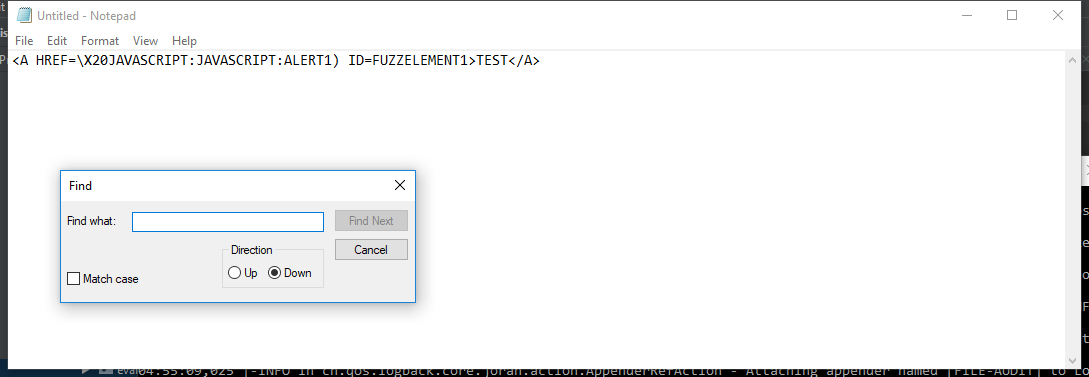 Untitled - Notepad
File Edit Format View Help
<A HREF=\X20JAVASCRIPT:JAVASCRIPT:ALERT1) ID=FUZZELEMENT1>TEST</A>
Find
Find what:
Find Next
Direction
Cancel
Up Down
Match case
04:55:09,025 |-INFO in ch.qos.logback.core.joran.action.AppenderRefAction - Attaching appender named [FILE-AUDIT] to Lo